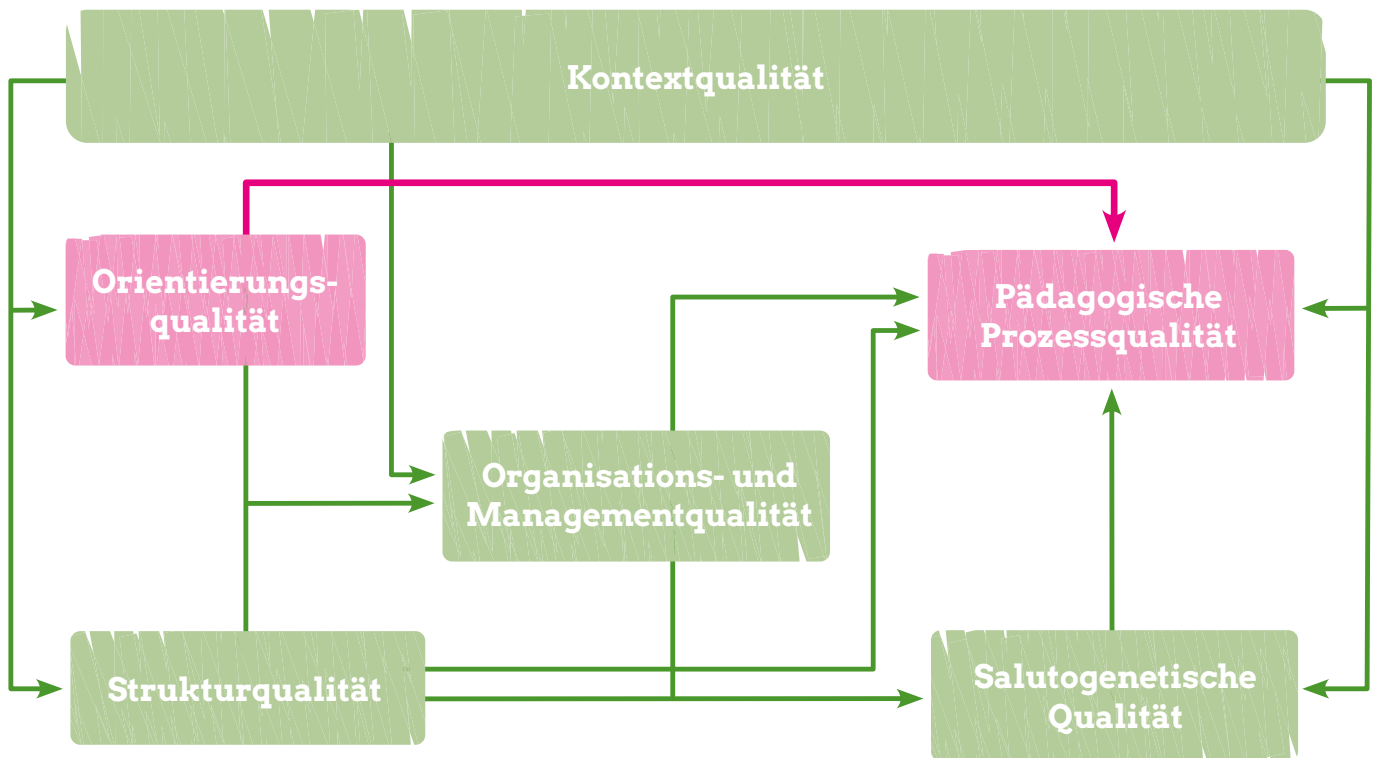 Kontextqualität
Orientierungs-
qualität
Pädagogische
Prozessqualität
Organisations- und
Managementqualität
Strukturqualität
Salutogenetische
Qualität